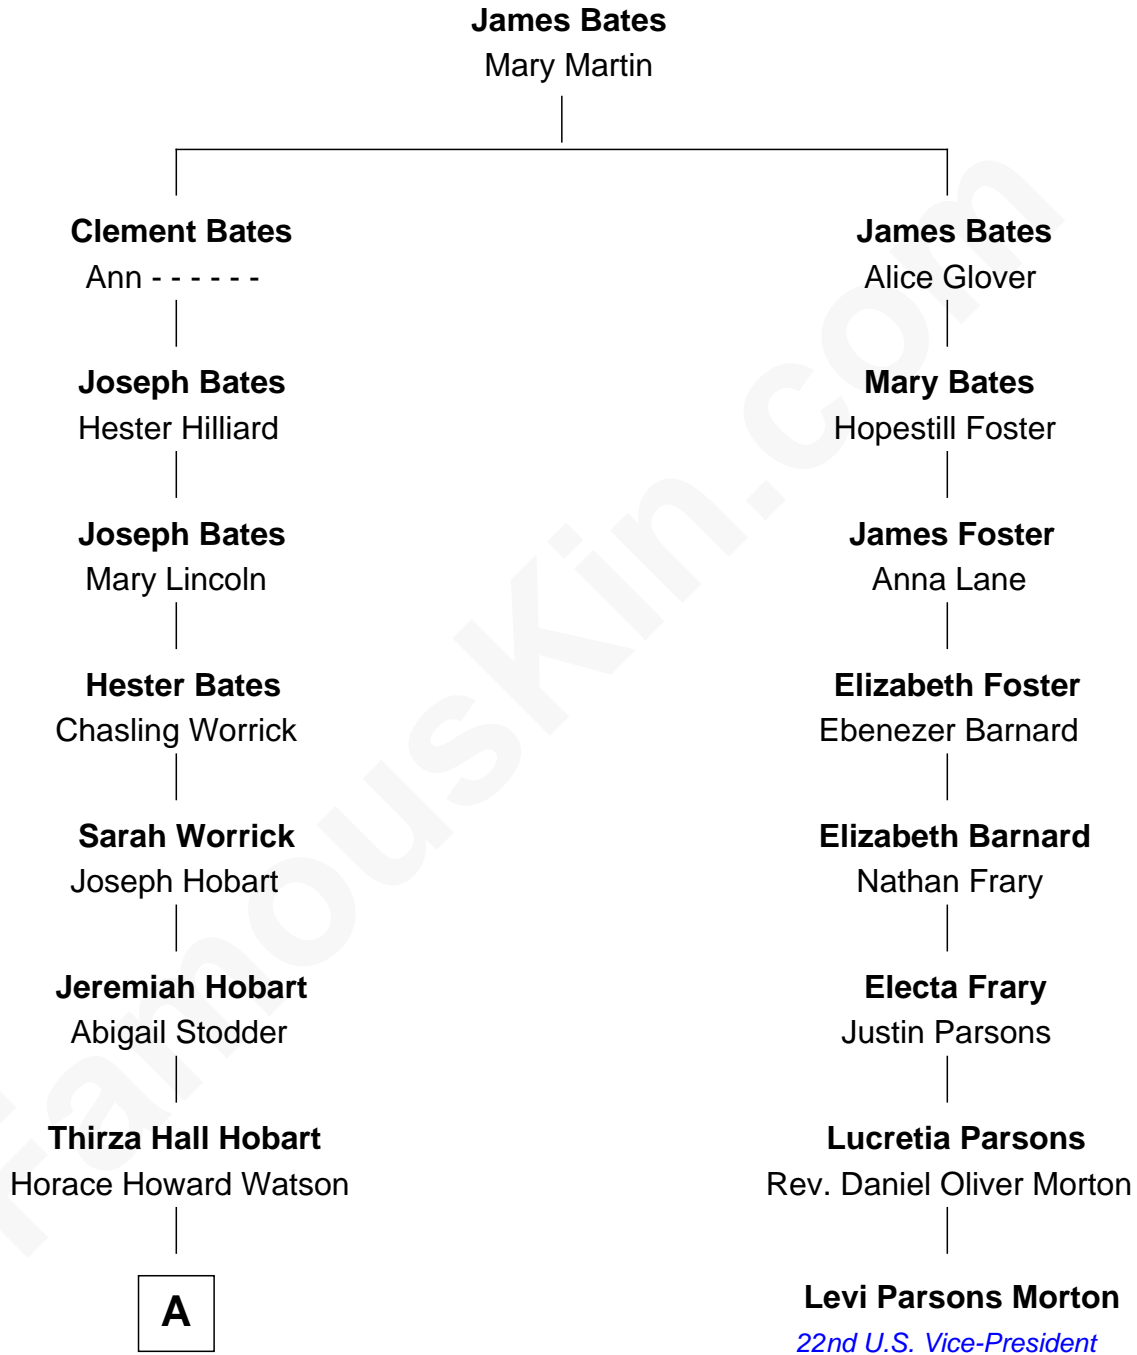 James Bates
Mary Martin
Clement Bates
Ann - - - - - -
James Bates
Alice Glover
Joseph Bates
Hester Hilliard
Mary Bates
Hopestill Foster
Joseph Bates
Mary Lincoln
James Foster
Anna Lane
Hester Bates
Chasling Worrick
Elizabeth Foster
Ebenezer Barnard
Sarah Worrick
Joseph Hobart
Elizabeth Barnard
Nathan Frary
Jeremiah Hobart
Abigail Stodder
Electa Frary
Justin Parsons
Thirza Hall Hobart
Horace Howard Watson
Lucretia Parsons
Rev. Daniel Oliver Morton
A
Levi Parsons Morton
22nd U.S. Vice-President
FamousKin.com